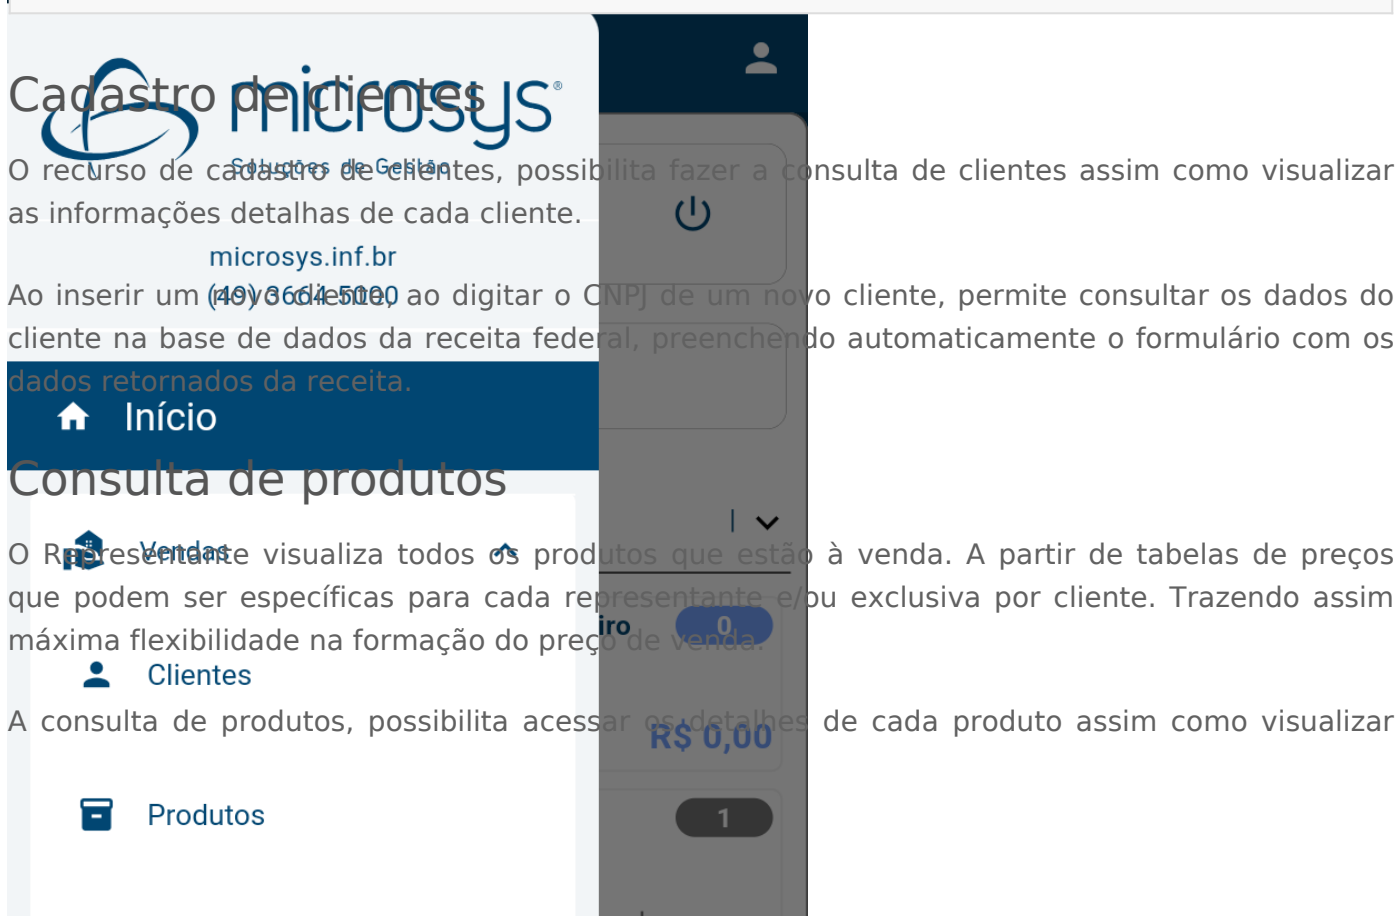 microsys®
Soluções de Gestão
microsys.inf.br
(49) 3664-5000
Início
Vendas
Clientes
Produtos
iro
0
R$ 0,00
1
Cadastro de clientes
O recurso de cadastro de clientes, possibilita fazer a consulta de clientes assim como visualizar
as informações detalhas de cada cliente.
Ao inserir um novo cliente, ao digitar o CNPJ de um novo cliente, permite consultar os dados do
cliente na base de dados da receita federal, preenchendo automaticamente o formulário com os
dados retornados da receita.
Consulta de produtos
O Representante visualiza todos os produtos que estão à venda. A partir de tabelas de preços
que podem ser específicas para cada representante e/ou exclusiva por cliente. Trazendo assim
máxima flexibilidade na formação do preço de venda.
A consulta de produtos, possibilita acessar os detalhes de cada produto assim como visualizar